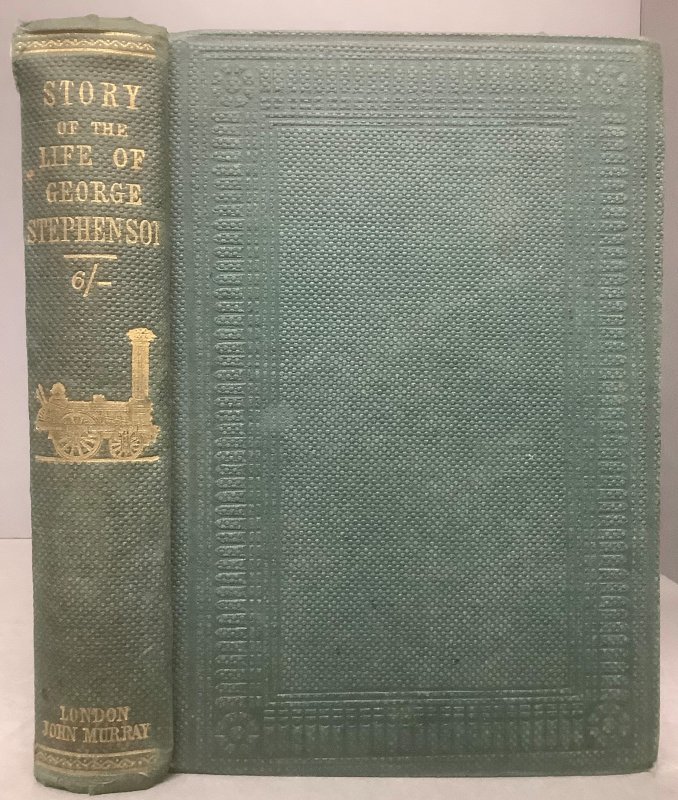 STORY
OF THE
LIFE OF
GEORGE
STEPHENSON
6/-
LONDON
JOHN MURRAY